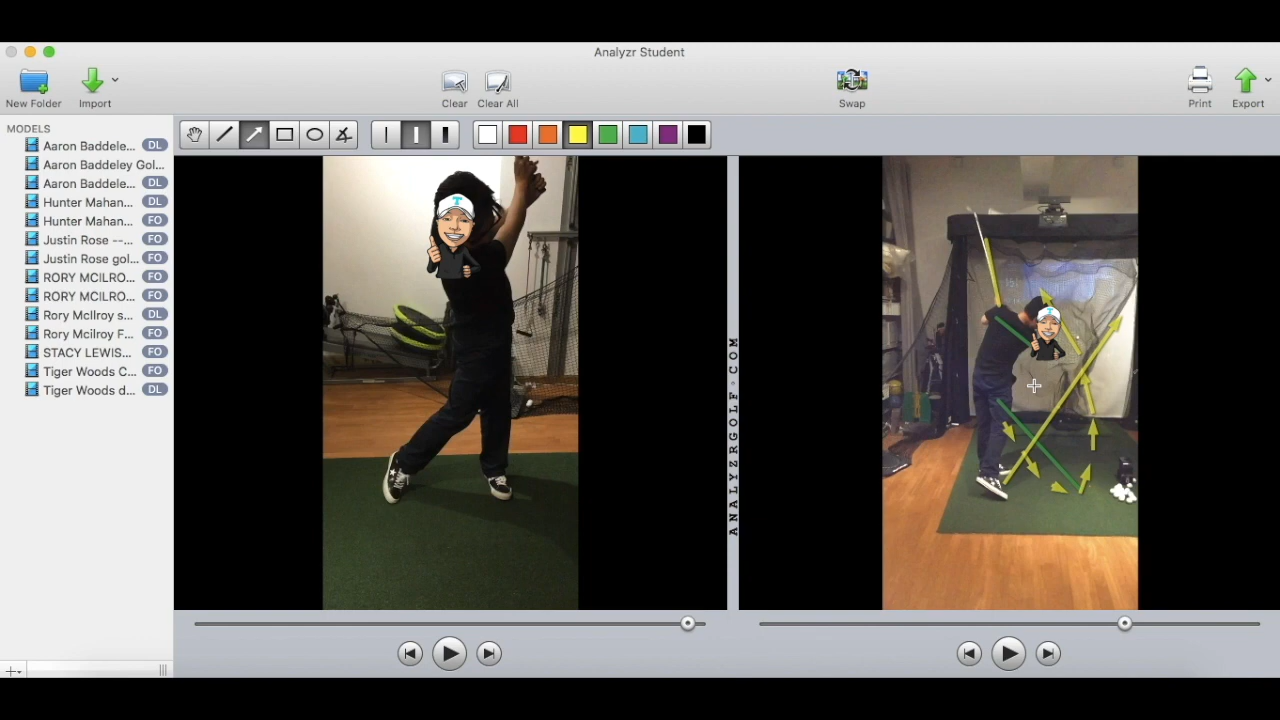 Analyzr Student
New Folder
Import
Clear
Clear All
Swap
Print
Export
MODELS
Aaron Baddele... DL
Aaron Baddeley Gol...
Aaron Baddele... DL
Hunter Mahan... DL
Hunter Mahan... FO
Justin Rose --... FO
Justin Rose gol... FO
RORY MCILRO... FO
RORY MCILRO... FO
Rory McIlroy s... DL
Rory Mcilroy F... FO
STACY LEWIS... FO
Tiger Woods C... FO
Tiger Woods d... DL
T
T
ANALYZRGOLF.COM